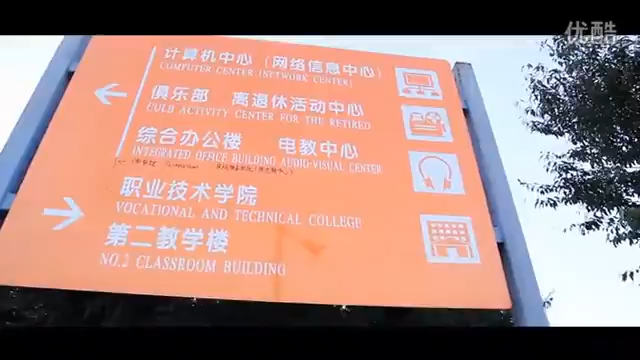 优酷
计算机中心（网络信息中心）
COMPUTER CENTER (NETWORK CENTER)
俱乐部 离退休活动中心
CULB ACTIVITY CENTER FOR THE RETIRED
综合办公楼 电教中心
INTEGRATED OFFICE BUILDING AUDIO-VISUAL CENTER
职业技术学院
VOCATIONAL AND TECHNICAL COLLEGE
第二教学楼
NO.2 CLASSROOM BUILDING